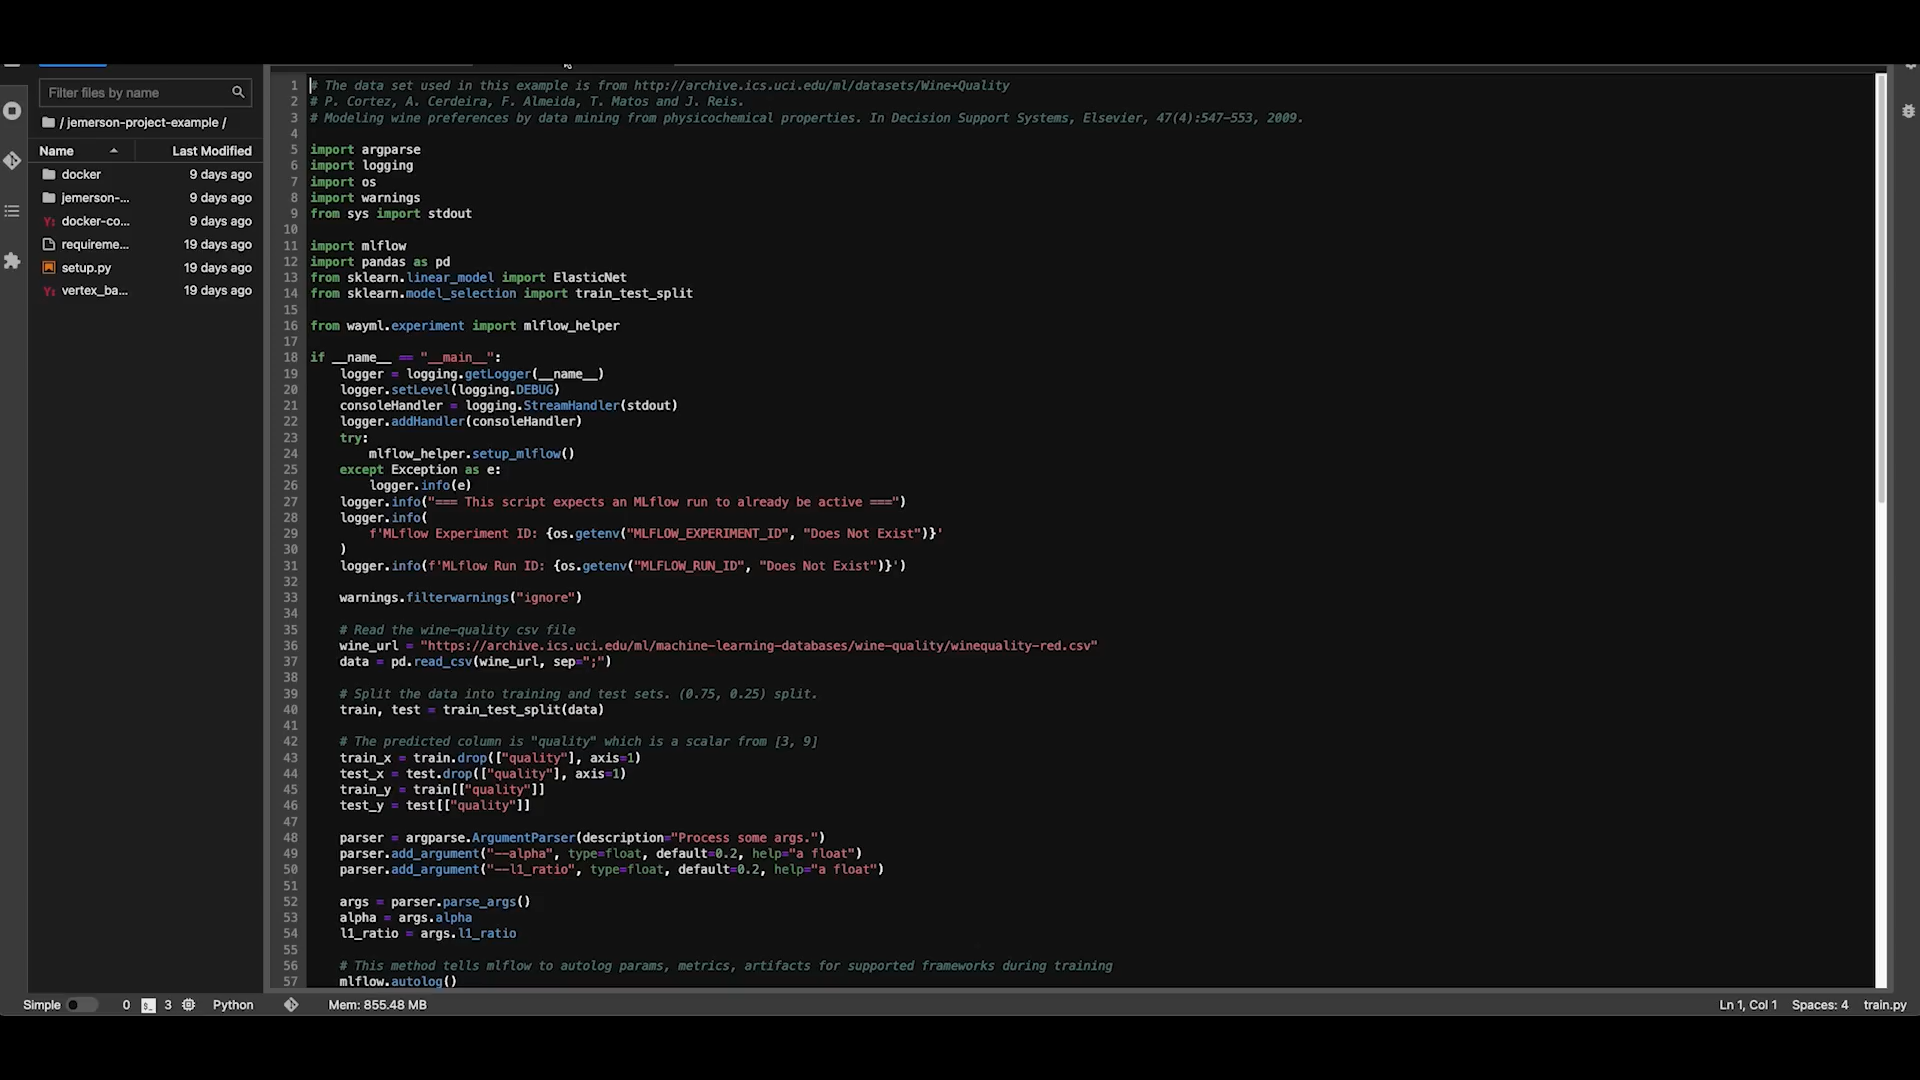 Filter files by name
/ jemerson-project-example /
Name Last Modified
docker 9 days ago
jemerson-... 9 days ago
docker-co... 9 days ago
requireme... 19 days ago
setup.py 19 days ago
vertex_ba... 19 days ago
1 # The data set used in this example is from http://archive.ics.uci.edu/ml/datasets/Wine+Quality
2 # P. Cortez, A. Cerdeira, F. Almeida, T. Matos and J. Reis.
3 # Modeling wine preferences by data mining from physicochemical properties. In Decision Support Systems, Elsevier, 47(4):547-553, 2009.
4
5 import argparse
6 import logging
7 import os
8 import warnings
9 from sys import stdout
10
11 import mlflow
12 import pandas as pd
13 from sklearn.linear_model import ElasticNet
14 from sklearn.model_selection import train_test_split
15
16 from wayml.experiment import mlflow_helper
17
18 if __name__ == "__main__":
19 logger = logging.getLogger(__name__)
20 logger.setLevel(logging.DEBUG)
21 consoleHandler = logging.StreamHandler(stdout)
22 logger.addHandler(consoleHandler)
23 try:
24 mlflow_helper.setup_mlflow()
25 except Exception as e:
26 logger.info(e)
27 logger.info("=== This script expects an MLflow run to already be active ===")
28 logger.info(
29 f'MLflow Experiment ID: {os.getenv("MLFLOW_EXPERIMENT_ID", "Does Not Exist")}'
30 )
31 logger.info(f'MLflow Run ID: {os.getenv("MLFLOW_RUN_ID", "Does Not Exist")}')
32
33 warnings.filterwarnings("ignore")
34
35 # Read the wine-quality csv file
36 wine_url = "https://archive.ics.uci.edu/ml/machine-learning-databases/wine-quality/winequality-red.csv"
37 data = pd.read_csv(wine_url, sep=";")
38
39 # Split the data into training and test sets. (0.75, 0.25) split.
40 train, test = train_test_split(data)
41
42 # The predicted column is "quality" which is a scalar from [3, 9]
43 train_x = train.drop(["quality"], axis=1)
44 test_x = test.drop(["quality"], axis=1)
45 train_y = train[["quality"]]
46 test_y = test[["quality"]]
47
48 parser = argparse.ArgumentParser(description="Process some args.")
49 parser.add_argument("--alpha", type=float, default=0.2, help="a float")
50 parser.add_argument("--l1_ratio", type=float, default=0.2, help="a float")
51
52 args = parser.parse_args()
53 alpha = args.alpha
54 l1_ratio = args.l1_ratio
55
56 # This method tells mlflow to autolog params, metrics, artifacts for supported frameworks during training
57 mlflow.autolog()
Simple 0 3 Python Mem: 855.48 MB Ln 1, Col 1 Spaces: 4 train.py